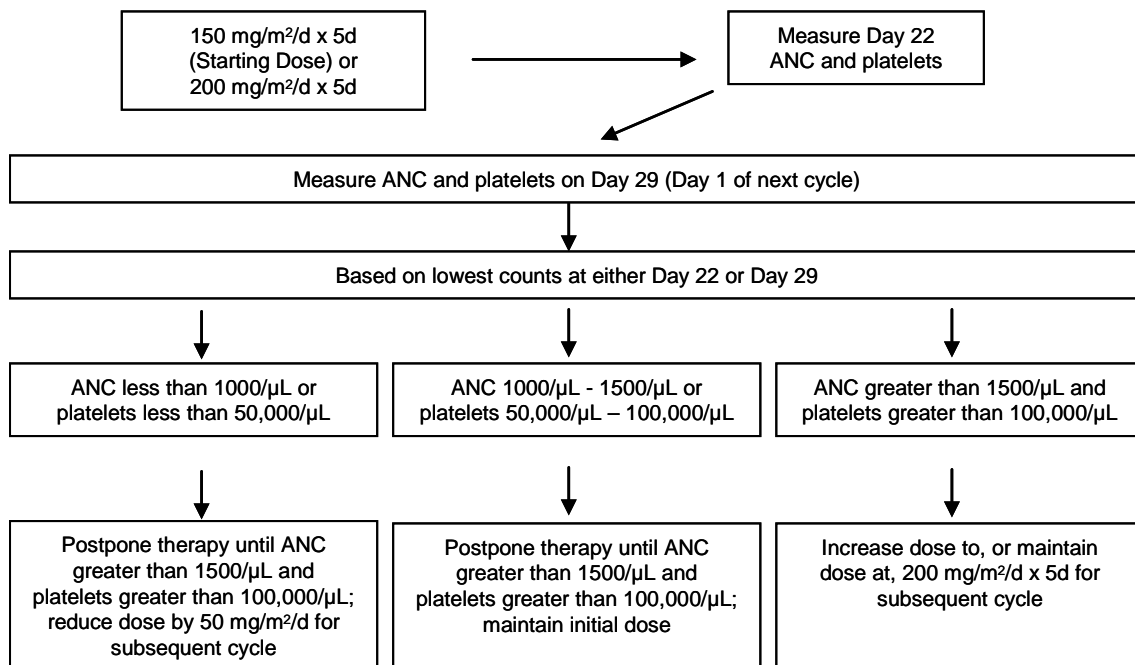 150 mg/m²/d x 5d
(Starting Dose) or
200 mg/m²/d x 5d
Measure Day 22
ANC and platelets
Measure ANC and platelets on Day 29 (Day 1 of next cycle)
Based on lowest counts at either Day 22 or Day 29
ANC less than 1000/µL or
platelets less than 50,000/µL
ANC 1000/µL - 1500/µL or
platelets 50,000/µL – 100,000/µL
ANC greater than 1500/µL and
platelets greater than 100,000/µL
Postpone therapy until ANC
greater than 1500/µL and
platelets greater than 100,000/µL;
reduce dose by 50 mg/m²/d for
subsequent cycle
Postpone therapy until ANC
greater than 1500/µL and
platelets greater than 100,000/µL;
maintain initial dose
Increase dose to, or maintain
dose at, 200 mg/m²/d x 5d for
subsequent cycle